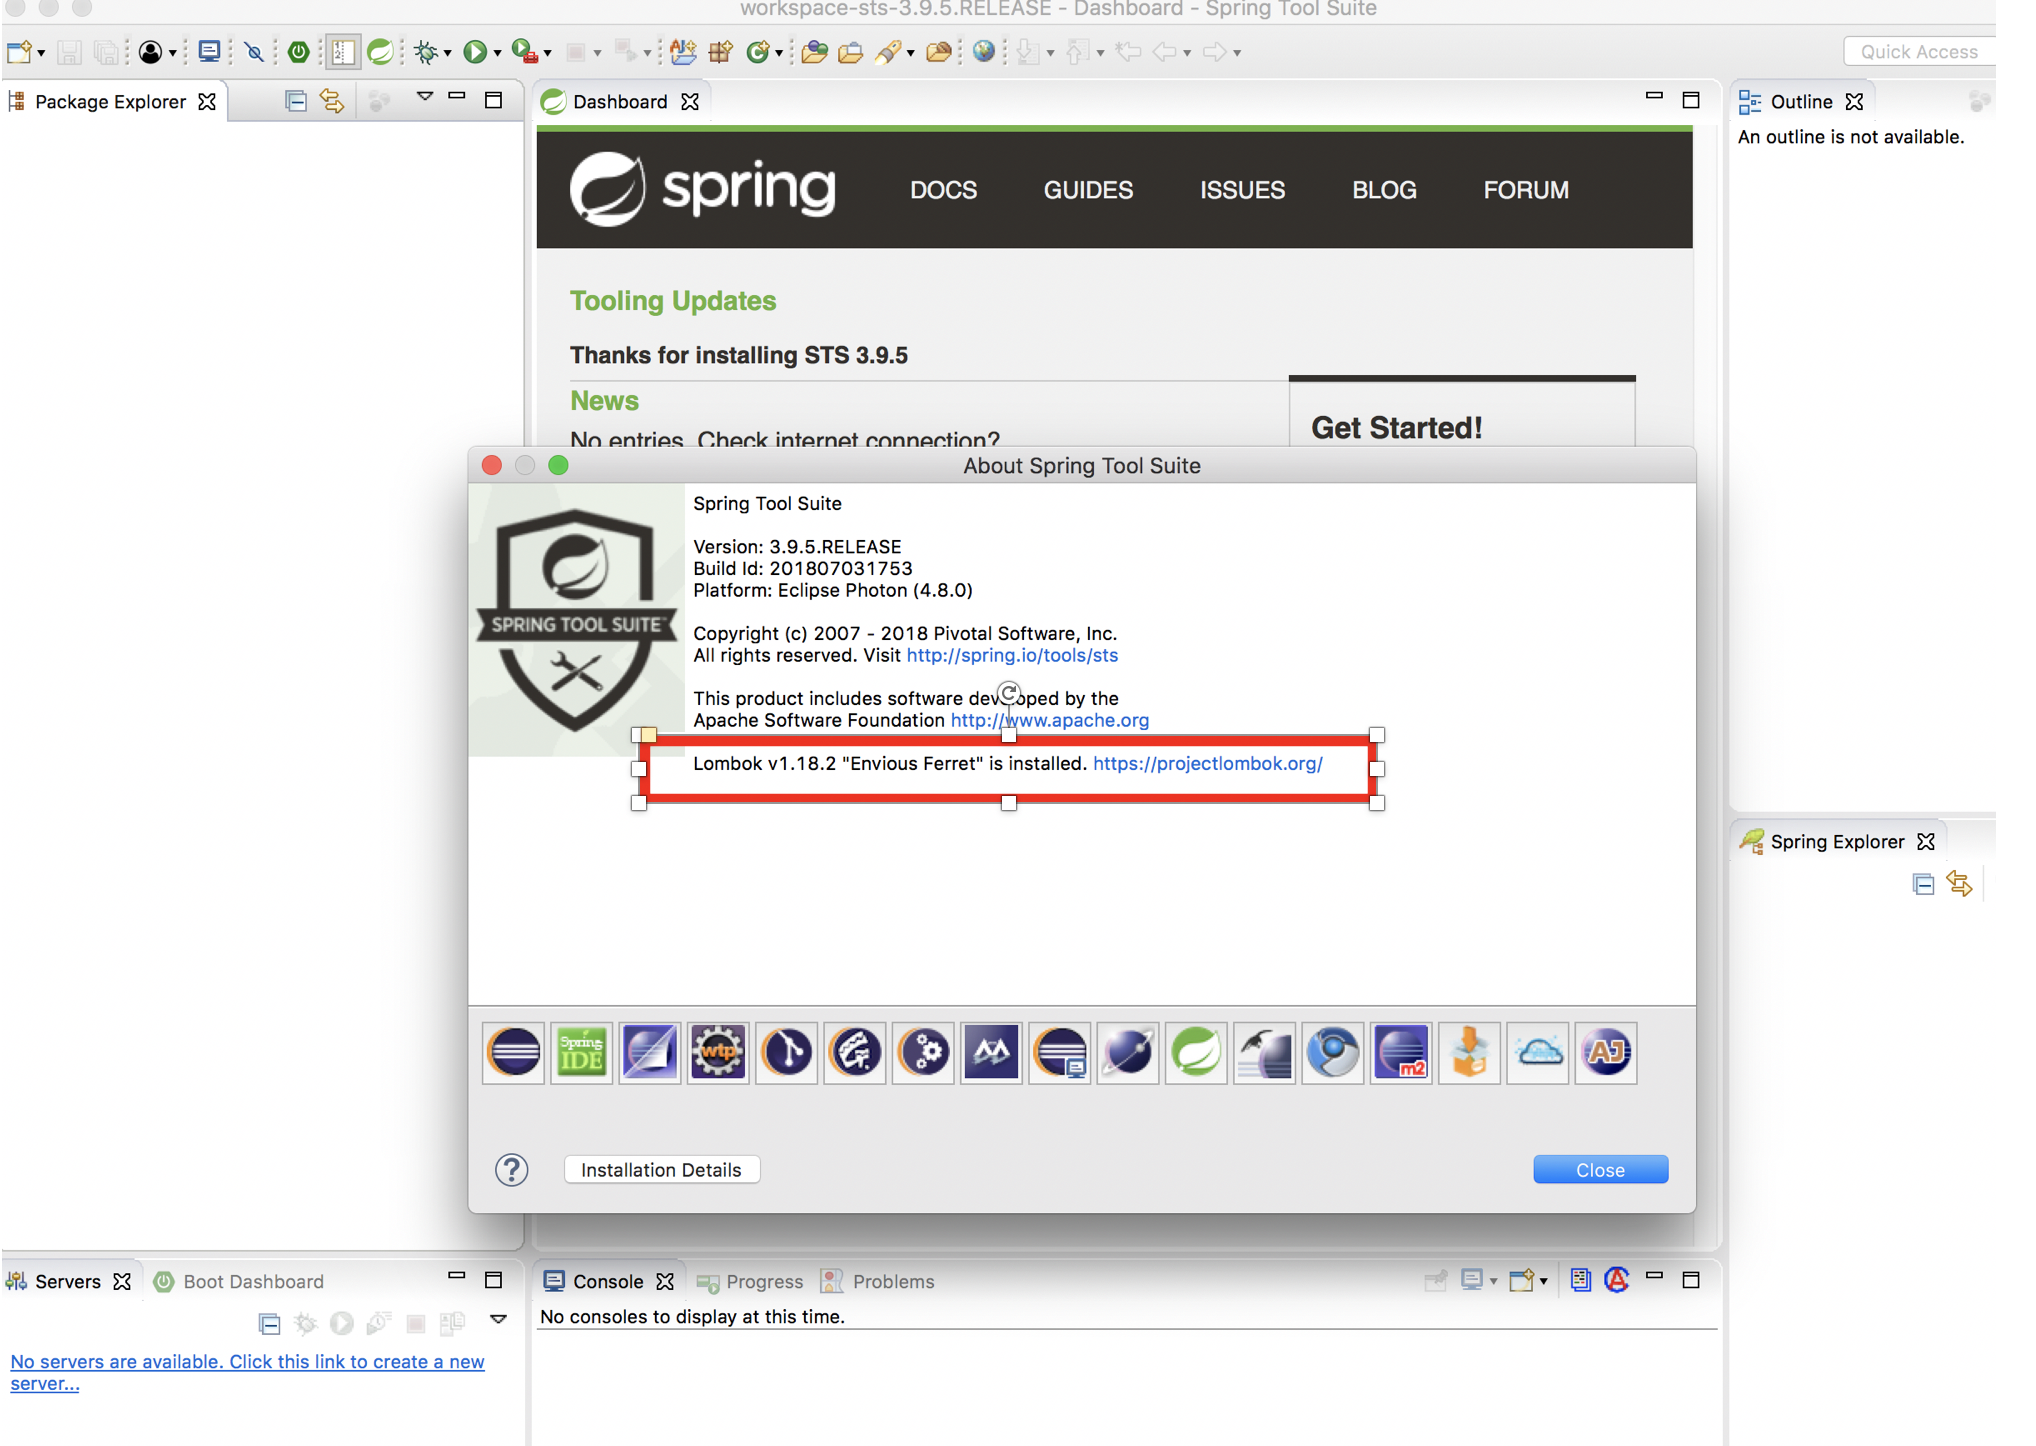 workspace-sts-3.9.5.RELEASE - Dashboard - Spring Tool Suite
Quick Access
Package Explorer
Dashboard
Outline
An outline is not available.
spring
DOCS
GUIDES
ISSUES
BLOG
FORUM
Tooling Updates
Thanks for installing STS 3.9.5
News
No entries. Check internet connection?
Get Started!
About Spring Tool Suite
SPRING TOOL SUITE
Spring Tool Suite
Version: 3.9.5.RELEASE
Build Id: 201807031753
Platform: Eclipse Photon (4.8.0)
Copyright (c) 2007 - 2018 Pivotal Software, Inc.
All rights reserved. Visit http://spring.io/tools/sts
This product includes software developed by the
Apache Software Foundation http://www.apache.org
Lombok v1.18.2 "Envious Ferret" is installed. https://projectlombok.org/
Spring Explorer
Spring
IDE
wtp
m2
AJ
Installation Details
Close
Servers
Boot Dashboard
Console
Progress
Problems
No consoles to display at this time.
No servers are available. Click this link to create a new
server...